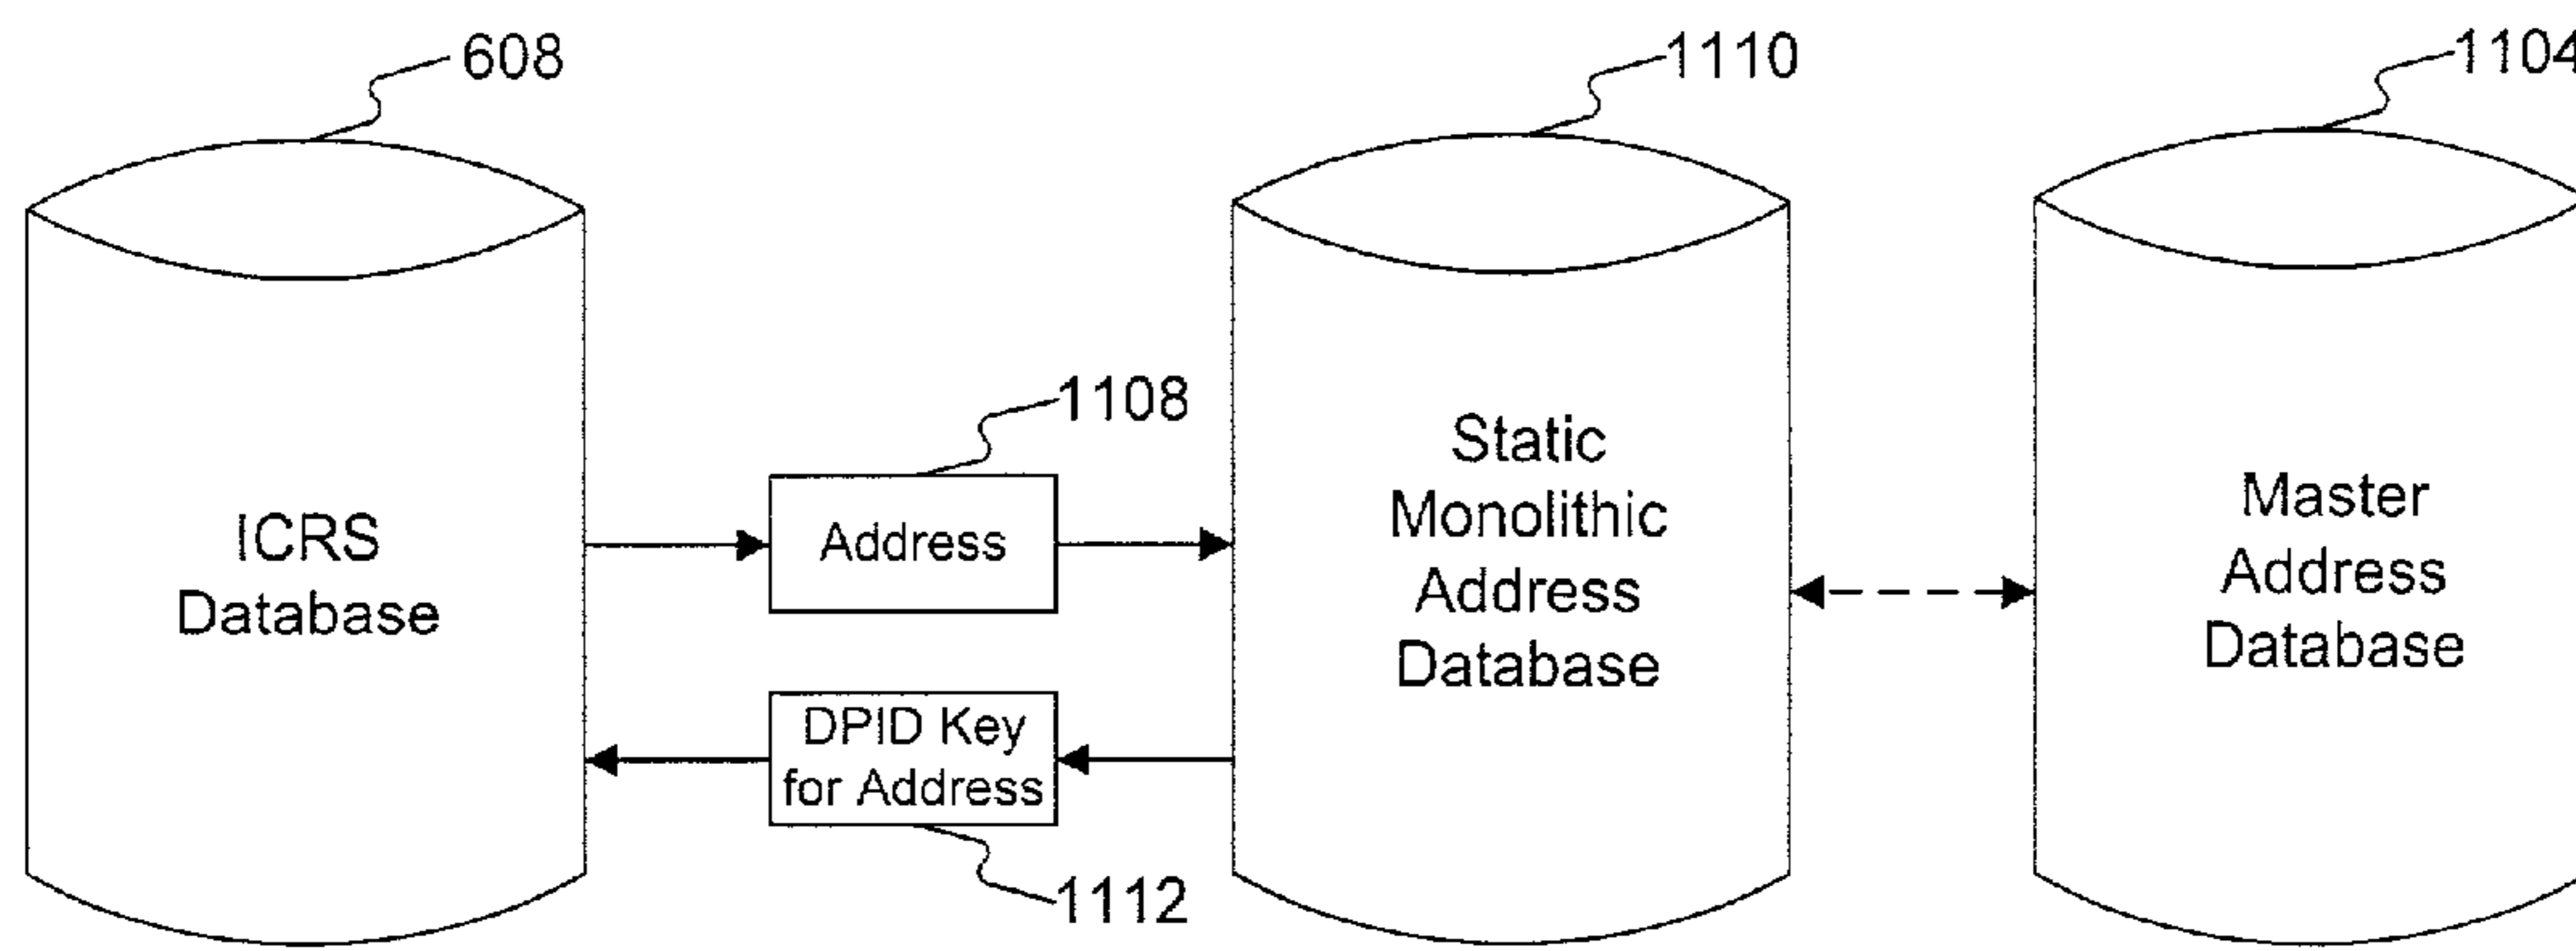 608
1110
1104
1108
ICRS
Database
Address
Static
Monolithic
Address
Database
Master
Address
Database
DPID Key
for Address
1112